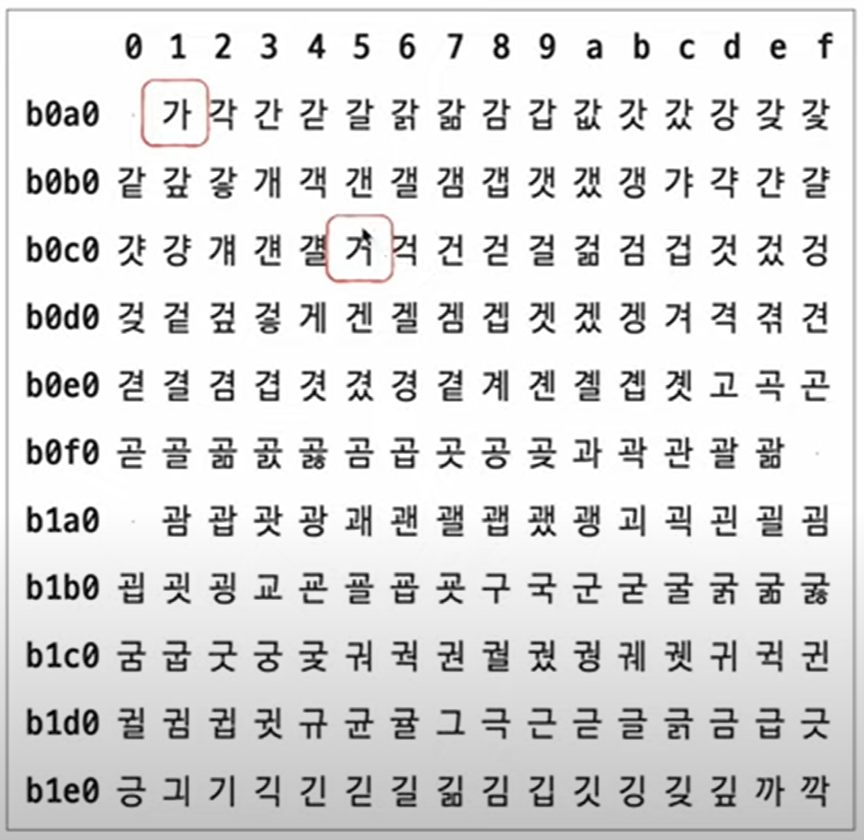 0 1 2 3 4 5 6 7 8 9 a b c d e f
b0a0 가 각 간 갇 갈 갉 갊 감 갑 값 갓 갔 강 갖 갗
b0b0 같 갚 갛 개 객 갠 갤 갬 갭 갯 갰 갱 갸 갹 갼 걀
b0c0 걋 걍 걔 걘 걜 거 걱 건 걷 걸 걺 검 겁 것 겄 겅
b0d0 겆 겉 겊 겋 게 겐 겔 겜 겝 겟 겠 겡 겨 격 겪 견
b0e0 겯 결 겸 겹 겻 겼 경 곁 계 곈 곌 곕 곗 고 곡 곤
b0f0 곧 골 곪 곬 곯 곰 곱 곳 공 곶 과 곽 관 괄 괆
b1a0 괌 괍 괏 광 괘 괜 괠 괩 괬 괭 괴 괵 괸 괼 굄
b1b0 굅 굇 굉 교 굔 굘 굡 굣 구 국 군 굳 굴 굵 굶 굻
b1c0 굼 굽 굿 궁 궂 궈 궉 권 궐 궜 궝 궤 궷 귀 귁 귄
b1d0 귈 귐 귑 귓 규 균 귤 그 극 근 귿 글 긁 금 급 긋
b1e0 긍 긔 기 긱 긴 긷 길 긺 김 깁 깃 깅 깆 깊 까 깍